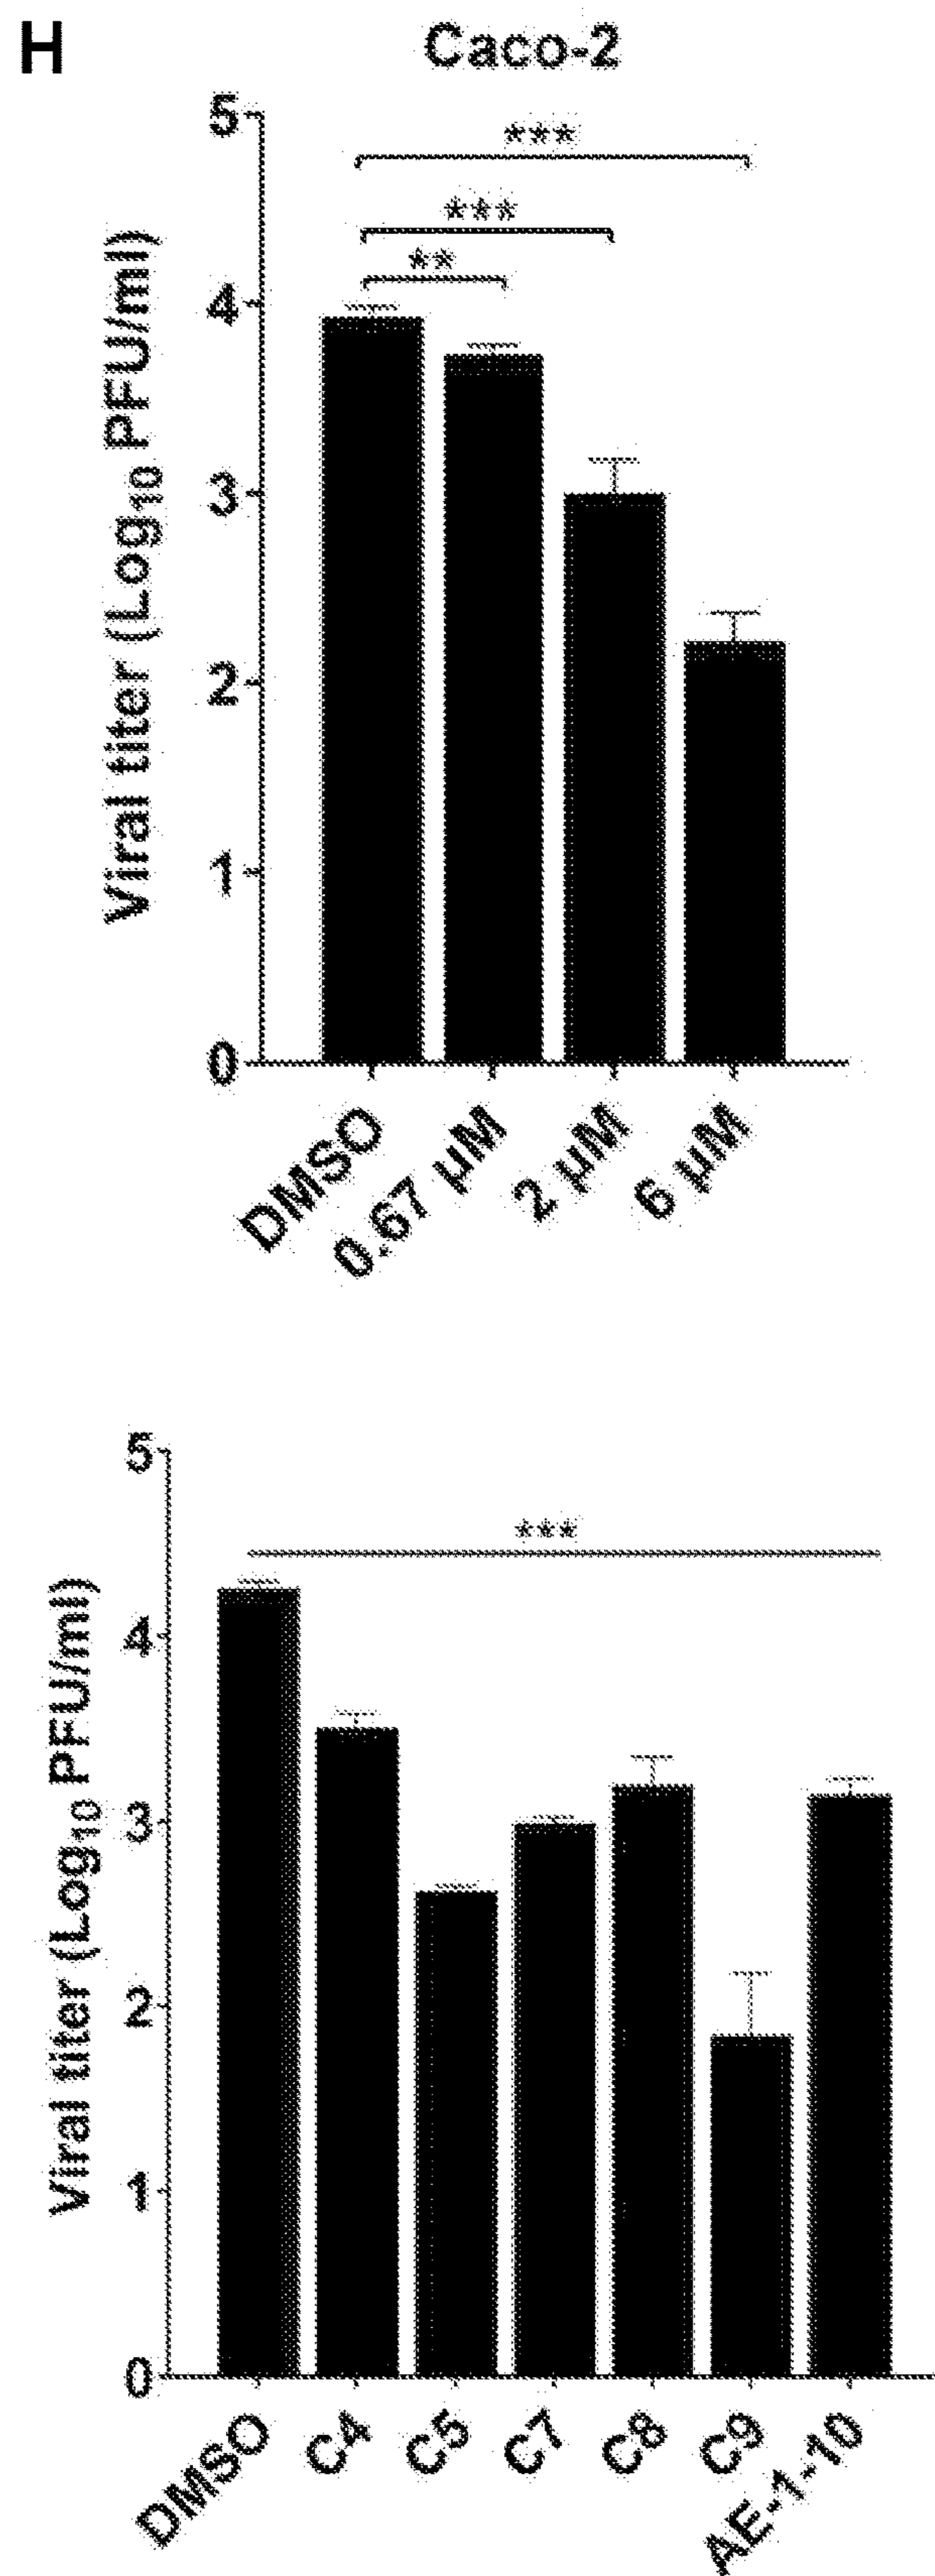 H
Caco-2
Viral titer (Log10 PFU/ml)
5
4
3
2
1
0
***
***
**
DMSO
0.67 µM
2 µM
6 µM
Viral titer (Log10 PFU/ml)
5
4
3
2
1
0
***
DMSO
C4
C5
C7
C8
C9
AE-1-10